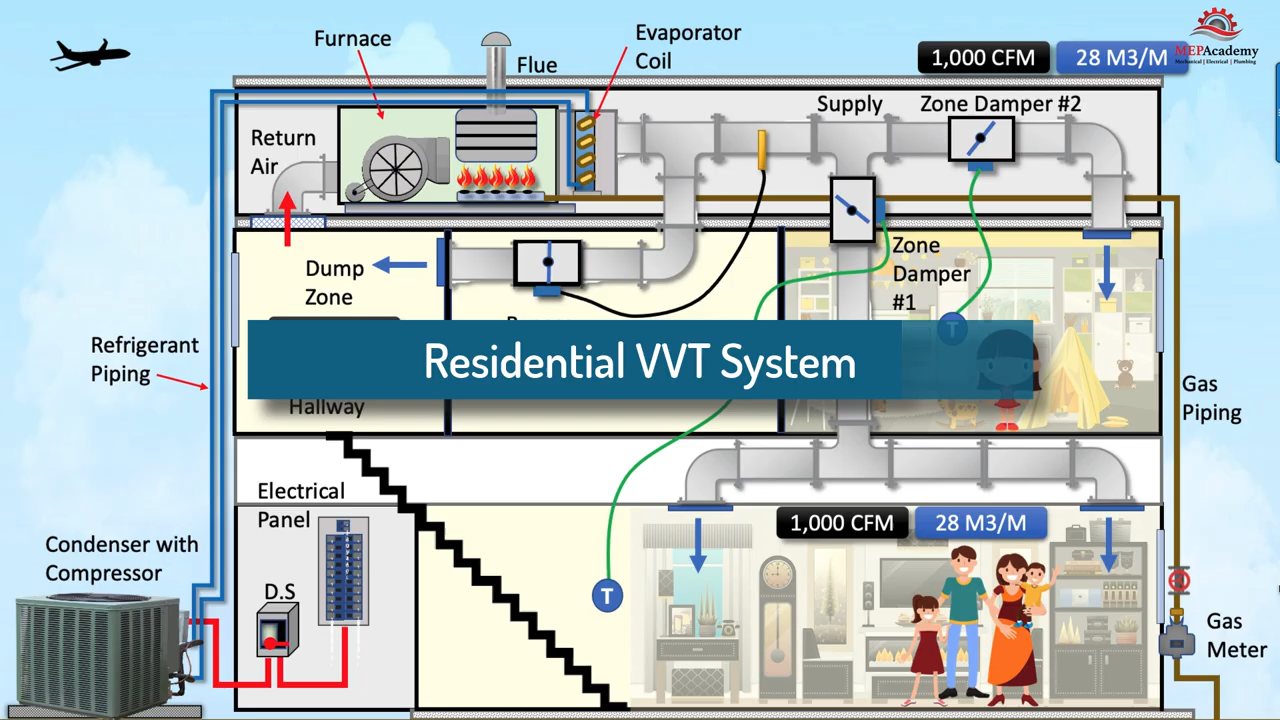 Furnace
Flue
Evaporator
Coil
1,000 CFM
28 M3/M
MEPAcademy
Mechanical | Electrical | Plumbing
Return
Air
Supply
Zone Damper #2
Dump
Zone
Zone
Damper
#1
T
Residential VVT System
Refrigerant
Piping
Hallway
Gas
Piping
Electrical
Panel
1,000 CFM
28 M3/M
Condenser with
Compressor
D.S
T
Gas
Meter